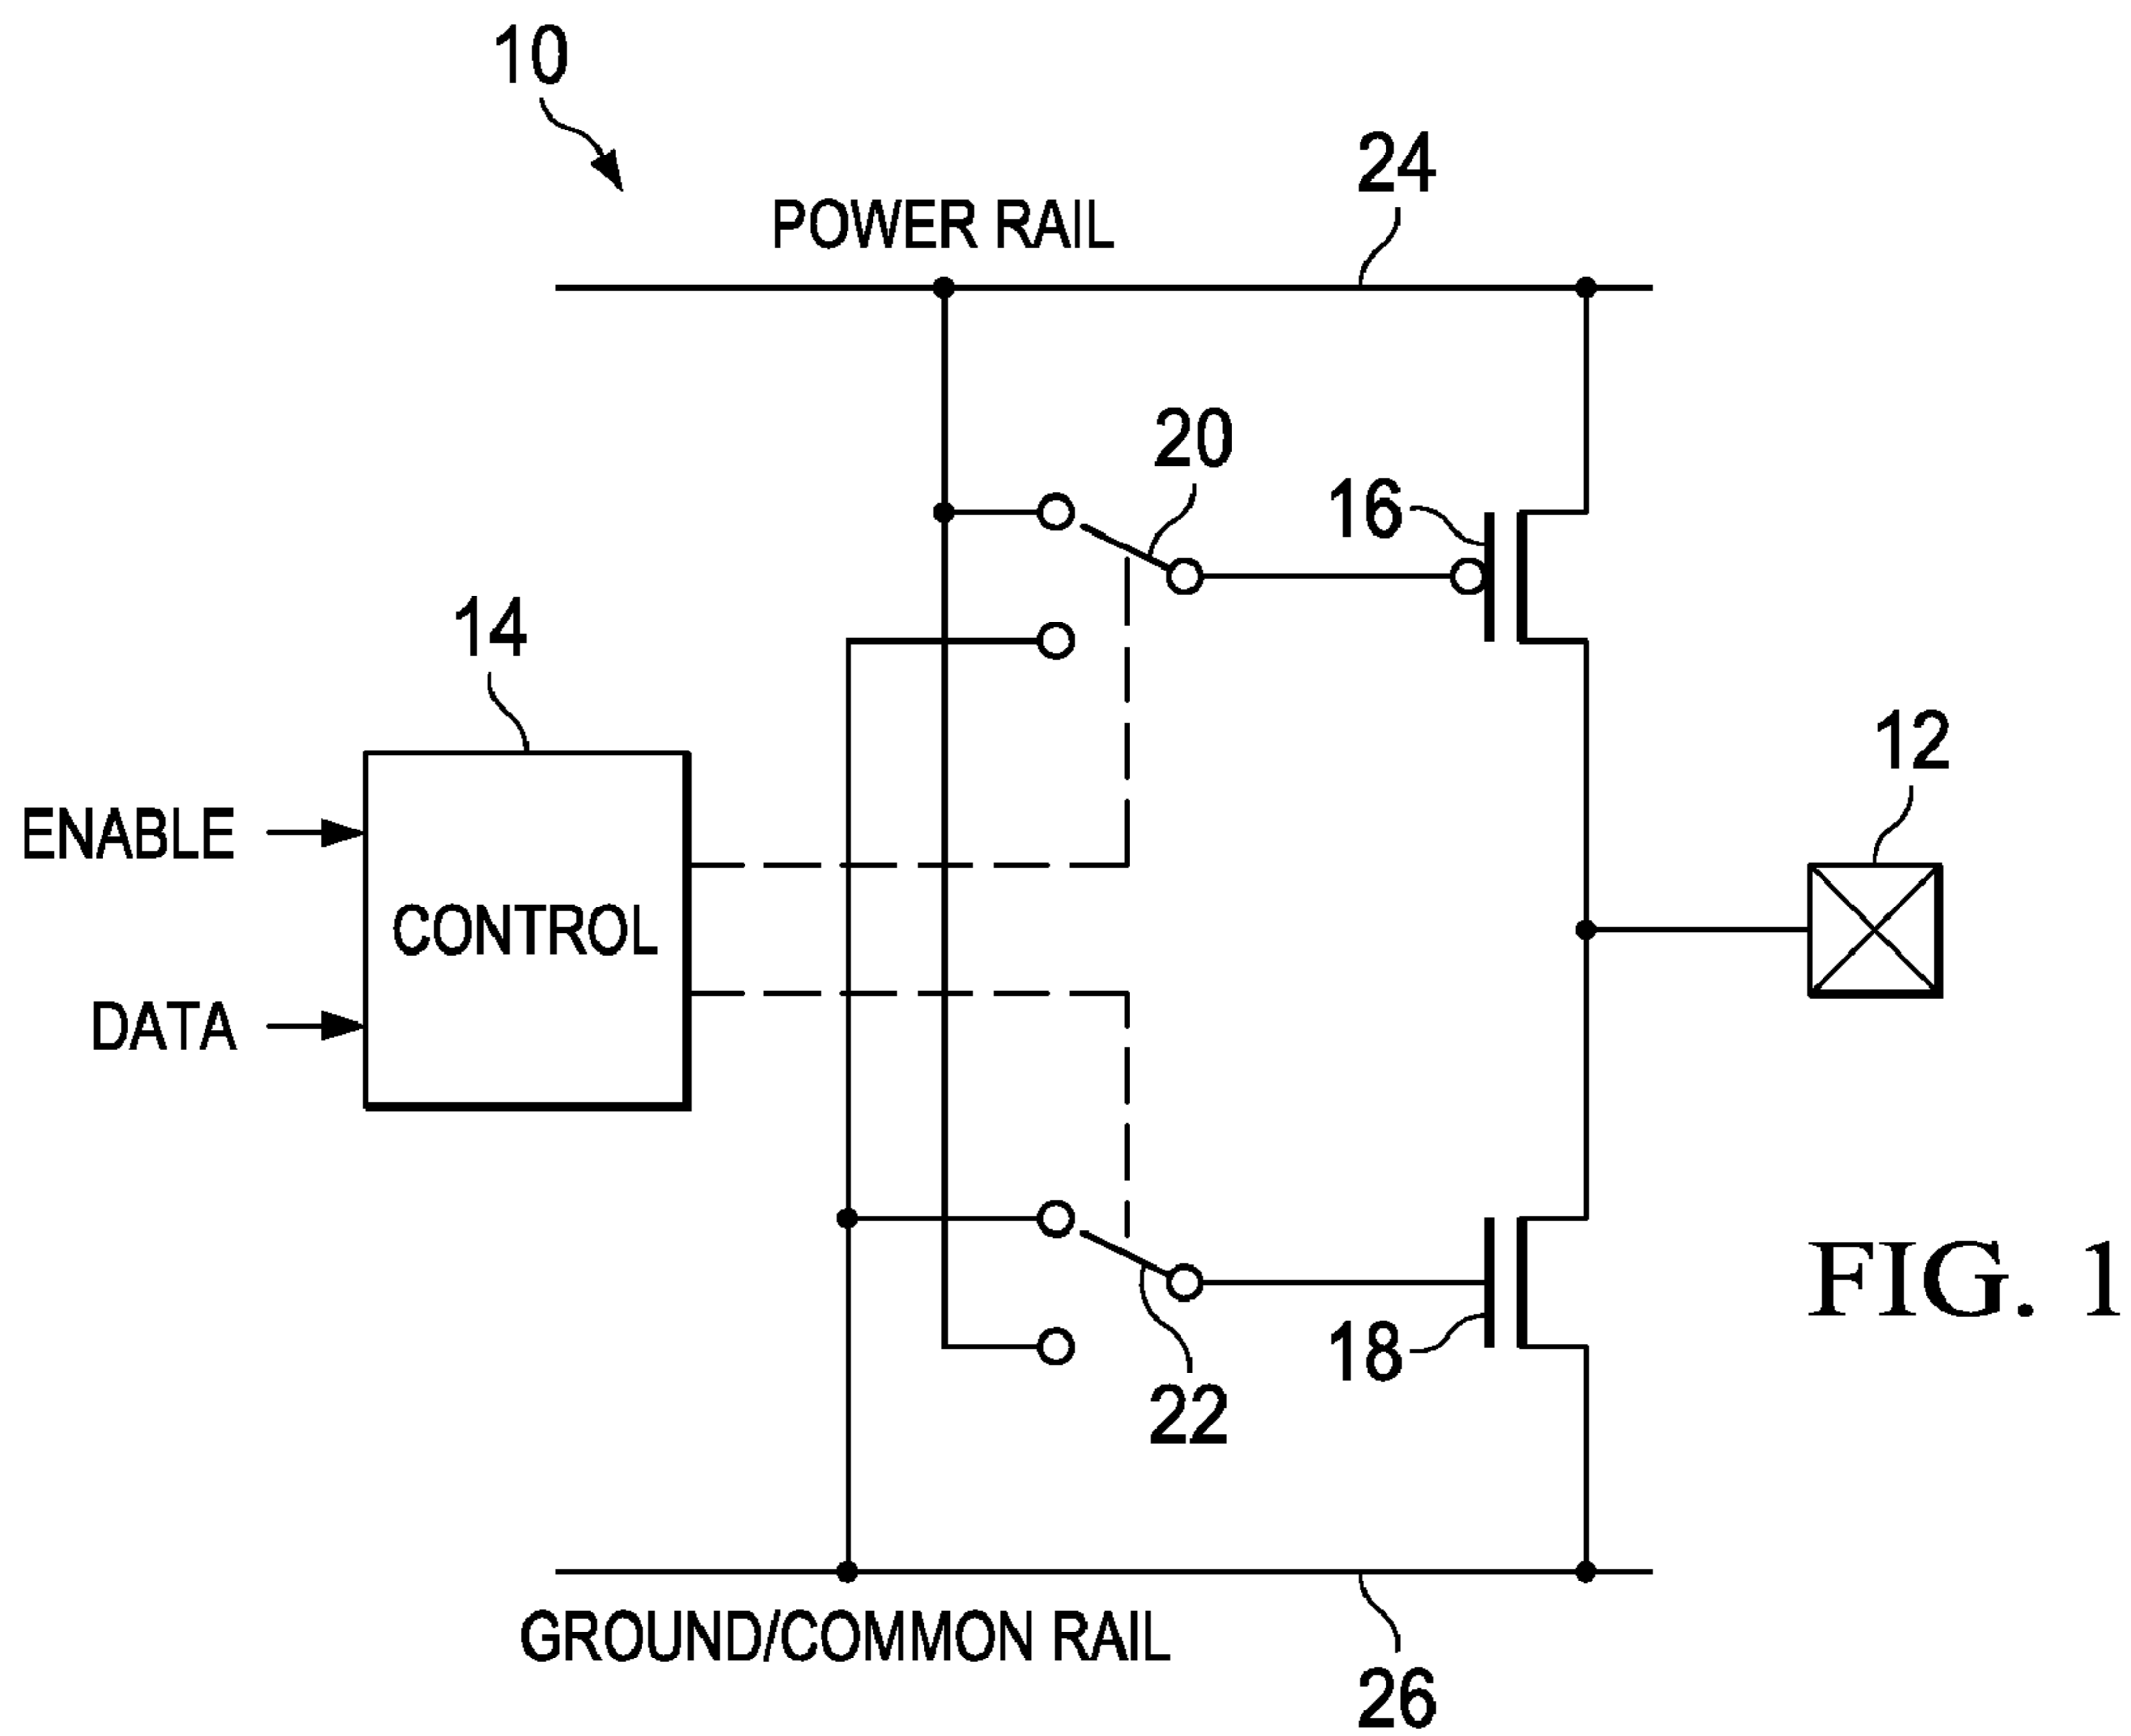 10
24
POWER RAIL
20
16
14
12
ENABLE
CONTROL
DATA
FIG. 1
18
22
GROUND/COMMON RAIL
26